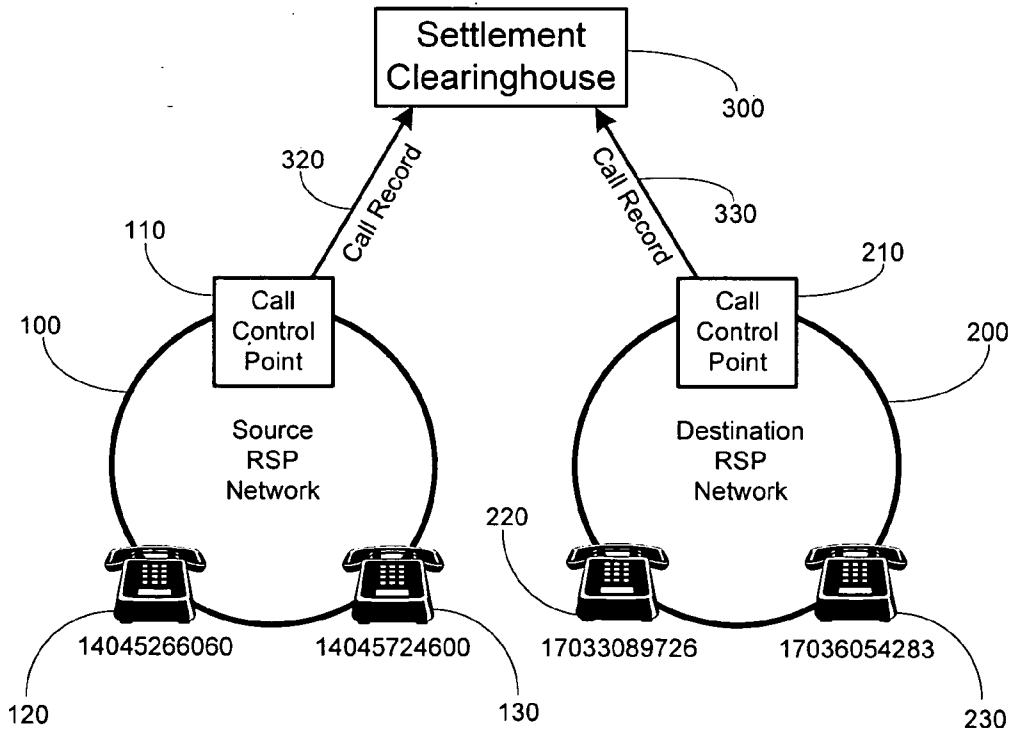 Settlement
Clearinghouse
300
320
Call Record
Call Record
330
110
210
Call
Control
Point
Call
Control
Point
100
200
Source
RSP
Network
Destination
RSP
Network
220
14045266060
14045724600
17033089726
17036054283
120
130
230